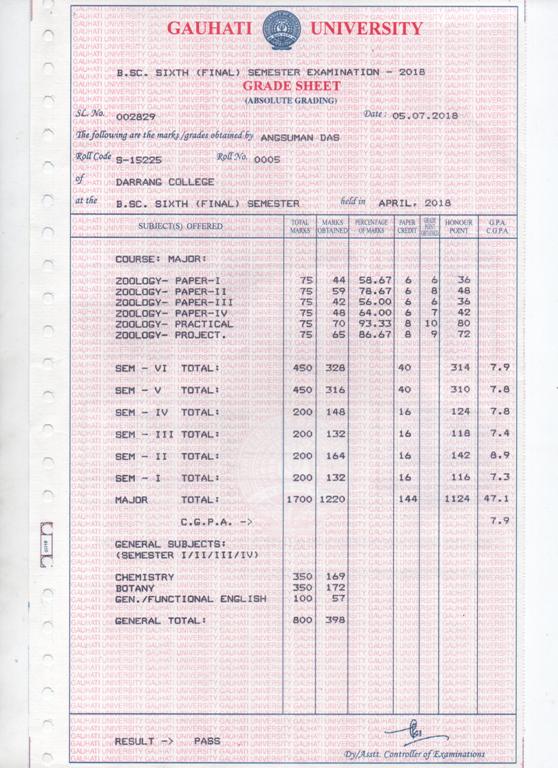 GAUHATI UNIVERSITY
B.SC. SIXTH (FINAL) SEMESTER EXAMINATION - 2018
GRADE SHEET
(ABSOLUTE GRADING)
SL. No. 002829 Date: 05.07.2018
The following are the marks /grades obtained by ANGSUMAN DAS
Roll Code S-15225 Roll No. 0005
of DARRANG COLLEGE
at the B.SC. SIXTH (FINAL) SEMESTER held in APRIL, 2018
SUBJECT(S) OFFERED TOTAL MARKS MARKS OBTAINED PERCENTAGE OF MARKS PAPER CREDIT GRADE POINT OBTAINED HONOUR POINT G.P.A. C.G.P.A.
COURSE: MAJOR:
ZOOLOGY- PAPER-I 75 44 58.67 6 6 36
ZOOLOGY- PAPER-II 75 59 78.67 6 8 48
ZOOLOGY- PAPER-III 75 42 56.00 6 6 36
ZOOLOGY- PAPER-IV 75 48 64.00 6 7 42
ZOOLOGY- PRACTICAL 75 70 93.33 8 10 80
ZOOLOGY- PROJECT. 75 65 86.67 8 9 72
SEM - VI TOTAL: 450 328 40 314 7.9
SEM - V TOTAL: 450 316 40 310 7.8
SEM - IV TOTAL: 200 148 16 124 7.8
SEM - III TOTAL: 200 132 16 118 7.4
SEM - II TOTAL: 200 164 16 142 8.9
SEM - I TOTAL: 200 132 16 116 7.3
MAJOR TOTAL: 1700 1220 144 1124 47.1
C.G.P.A. -> 7.9
GENERAL SUBJECTS:
(SEMESTER I/II/III/IV)
CHEMISTRY 350 169
BOTANY 350 172
GEN./FUNCTIONAL ENGLISH 100 57
GENERAL TOTAL: 800 398
RESULT -> PASS
Dy/Asstt. Controller of Examinations